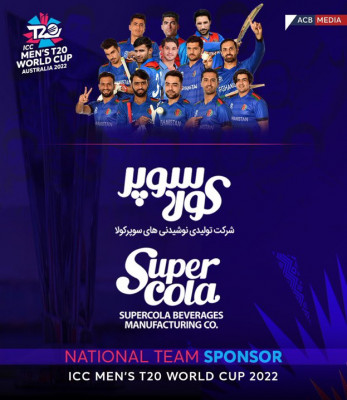 ACB MEDIA
T20
ICC
MEN'S T20
WORLD CUP
AUSTRALIA 2022
سوپر
کولا
شرکت تولیدی نوشیدنی های سوپرکولا
Super
cola
SUPERCOLA BEVERAGES
MANUFACTURING CO.
NATIONAL TEAM SPONSOR
ICC MEN'S T20 WORLD CUP 2022